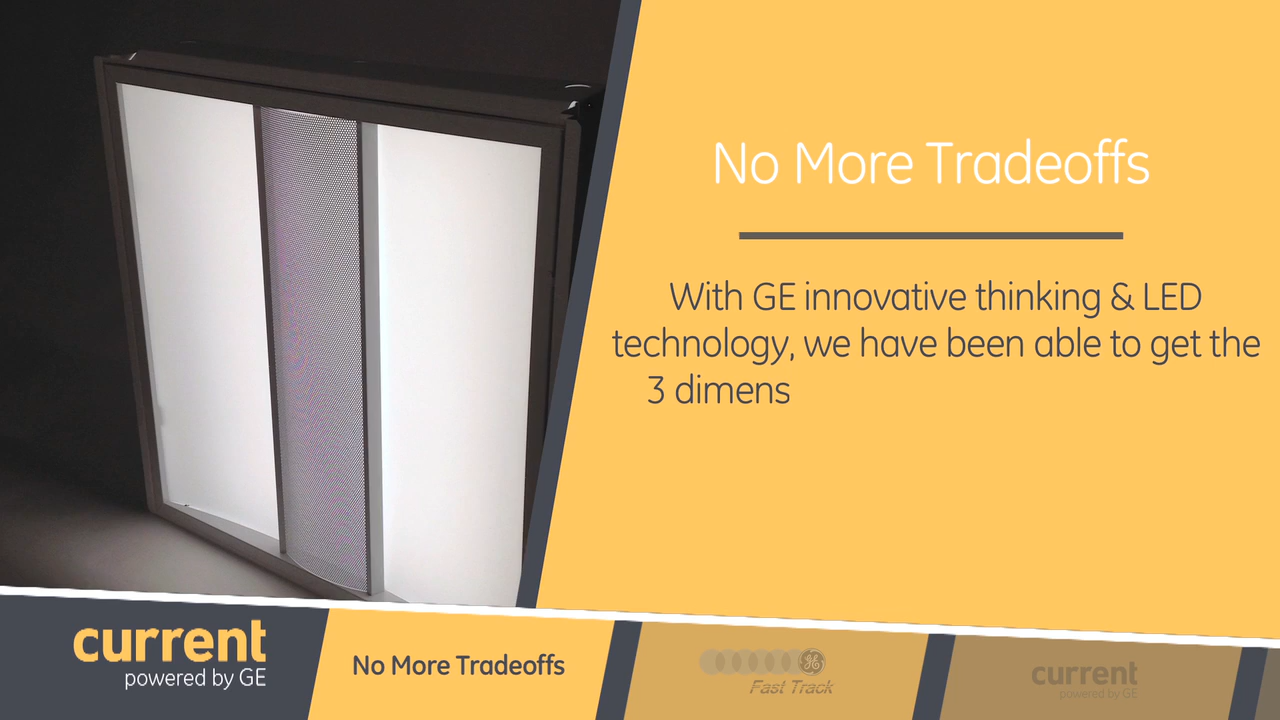 No More Tradeoffs
With GE innovative thinking & LED
technology, we have been able to get the
3 dimens
current
powered by GE
No More Tradeoffs
GE
Fast Track
current
powered by GE